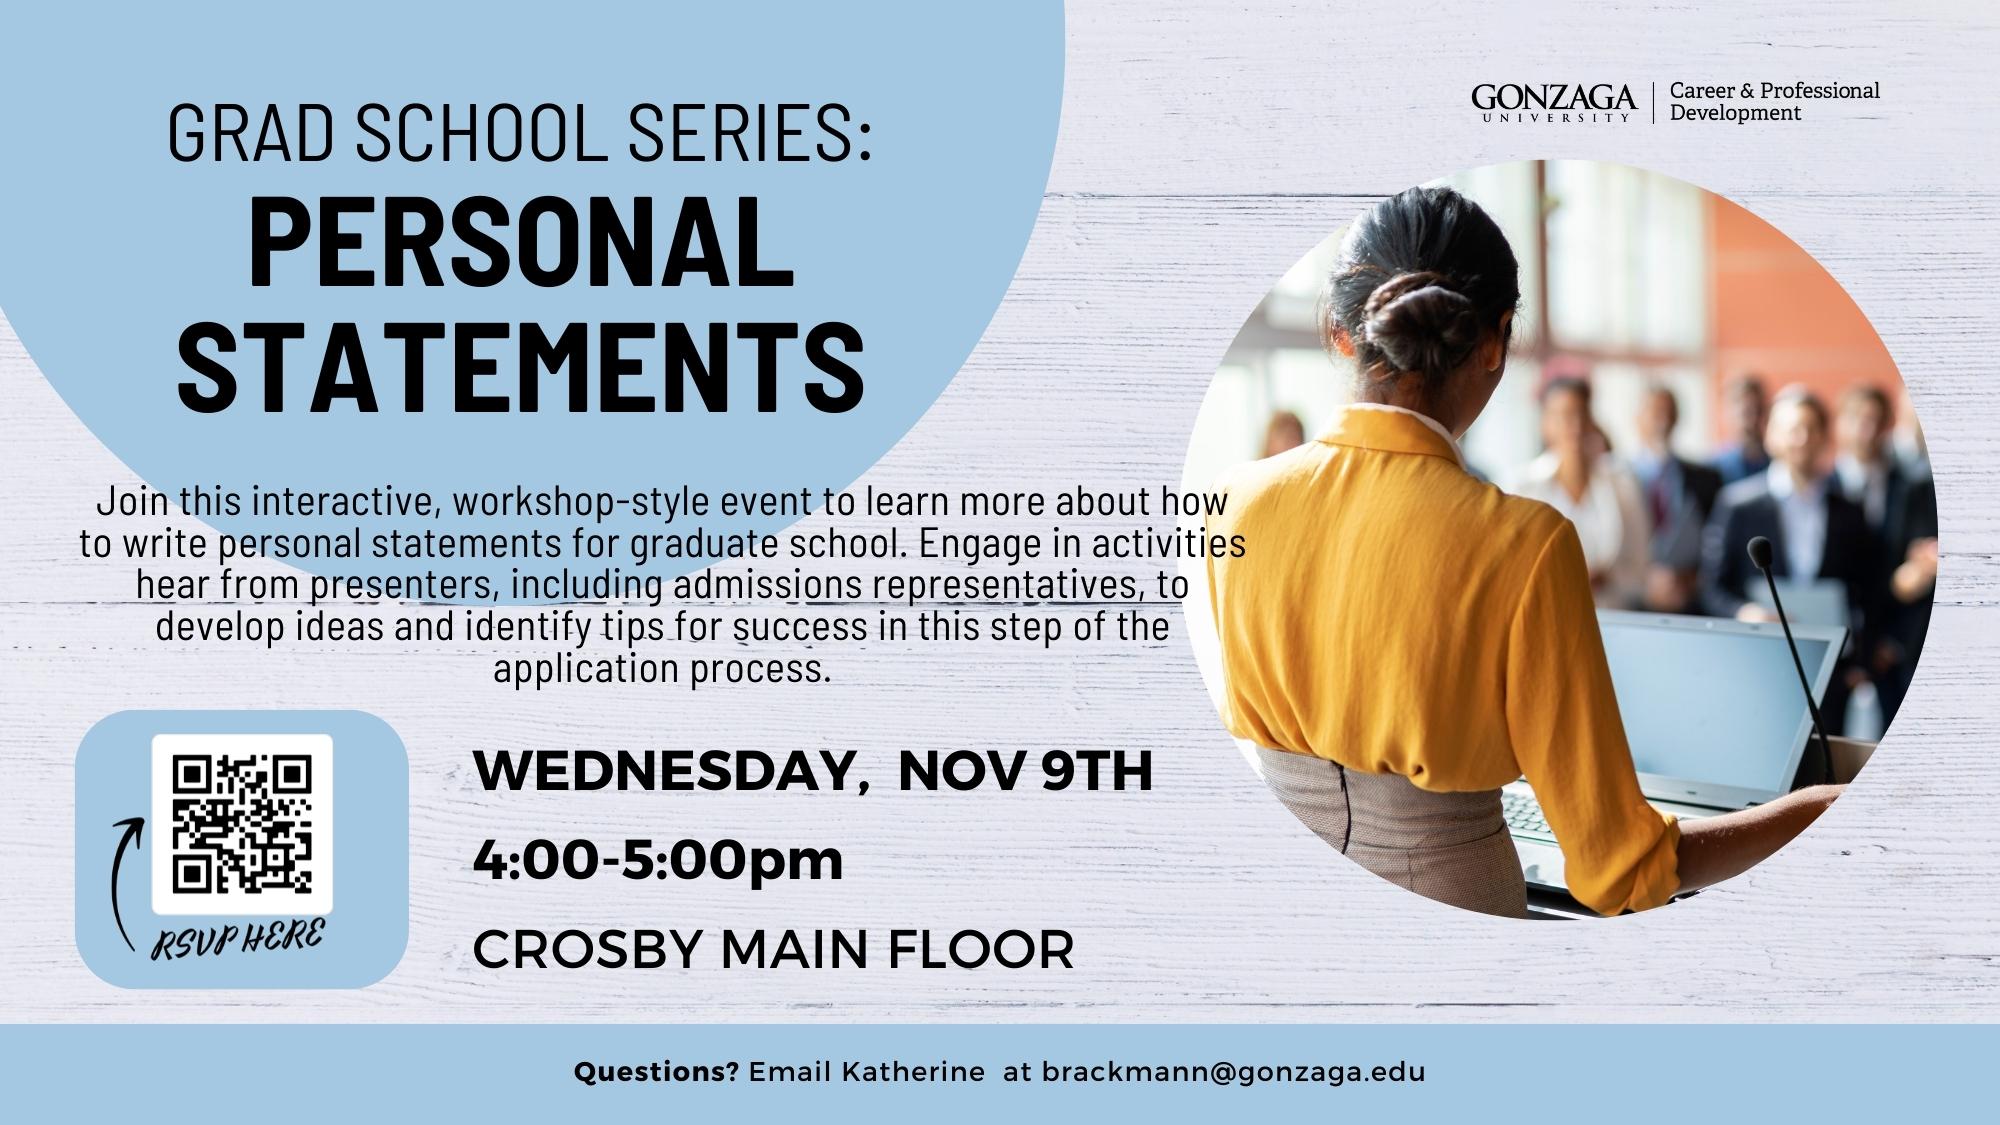 GRAD SCHOOL SERIES:
PERSONAL
STATEMENTS
GONZAGA
UNIVERSITY
Career & Professional
Development
Join this interactive, workshop-style event to learn more about how
to write personal statements for graduate school. Engage in activities
hear from presenters, including admissions representatives, to
develop ideas and identify tips for success in this step of the
application process.
RSVP HERE
WEDNESDAY,  NOV 9TH
4:00-5:00pm
CROSBY MAIN FLOOR
Questions? Email Katherine  at brackmann@gonzaga.edu